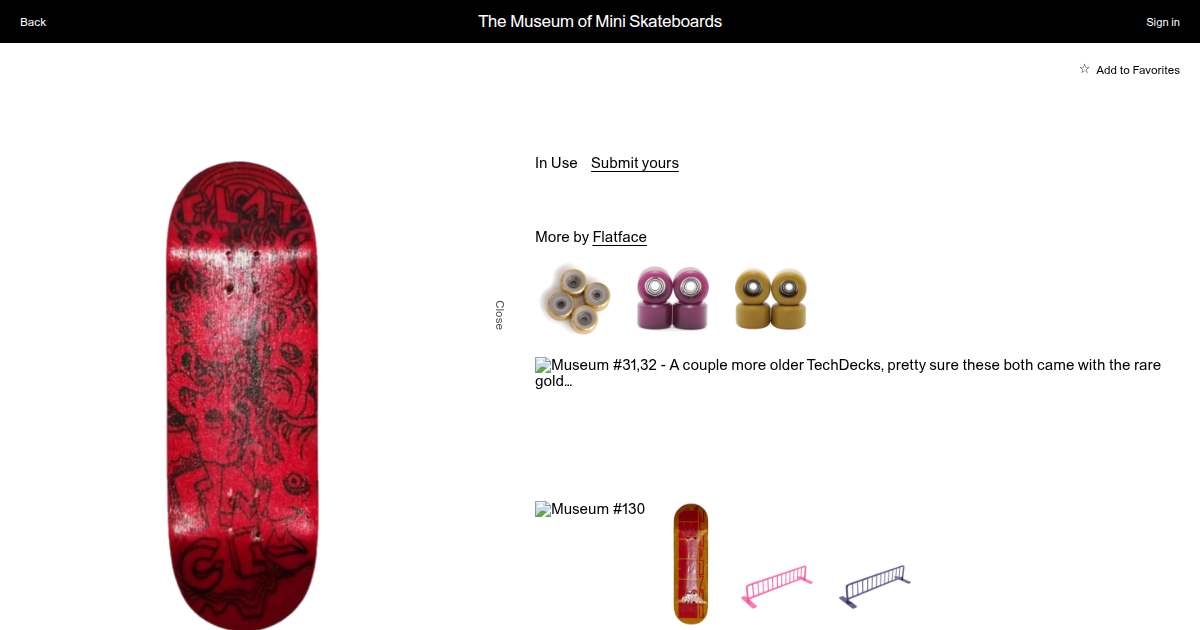 Back
The Museum of Mini Skateboards
Sign in
☆ Add to Favorites
In Use Submit yours
More by Flatface
Close
Museum #31,32 - A couple more older TechDecks, pretty sure these both came with the rare
gold...
Museum #130
FLAT